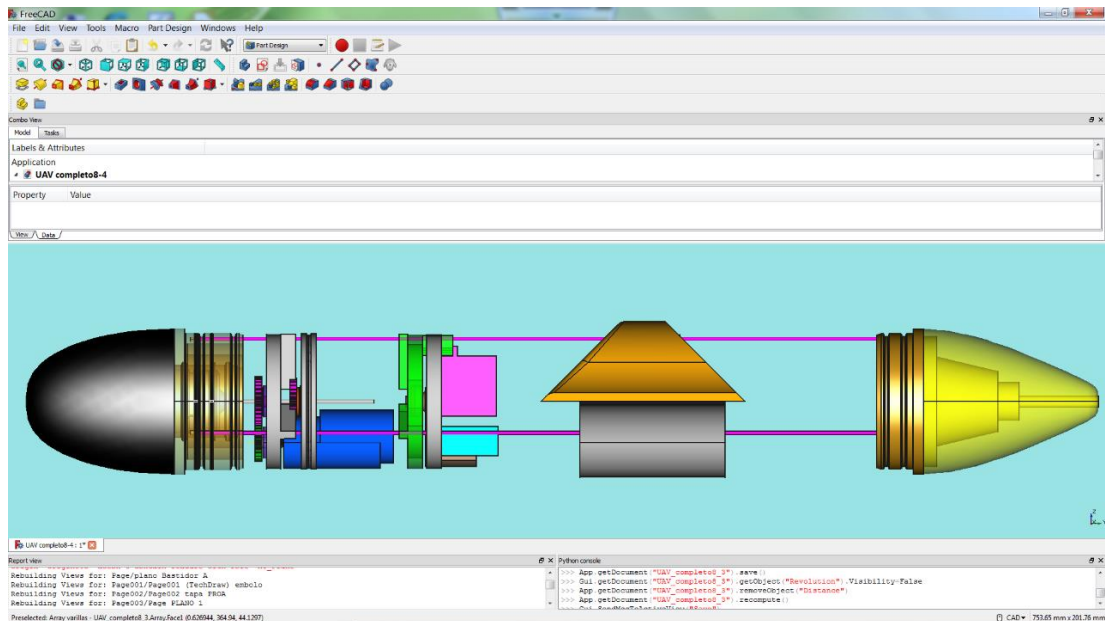 FreeCAD
File Edit View Tools Macro Part Design Windows Help
Part Design
Combo View
Model Tasks
Labels & Attributes
Application
UAV completo8-4
Property Value
View Data
UAV completo8-4 : 1*
Report view
Rebuilding Views for: Page/plano Bastidor A
Rebuilding Views for: Page001/Page001 (TechDraw) embolo
Rebuilding Views for: Page002/Page002 tapa PROA
Rebuilding Views for: Page003/Page PLANO 1
Python console
>>> App.getDocument("UAV_completo8_3").save()
>>> Gui.getDocument("UAV_completo8_3").getObject("Revolution").Visibility=False
>>> App.getDocument("UAV_completo8_3").removeObject("Distance")
>>> App.getDocument("UAV_completo8_3").recompute()
Preselected: Array varillas - UAV_completo8_3.Array.Face1 (0.626944, 364.94, 44.1297)
CAD
753.65 mm x 201.76 mm